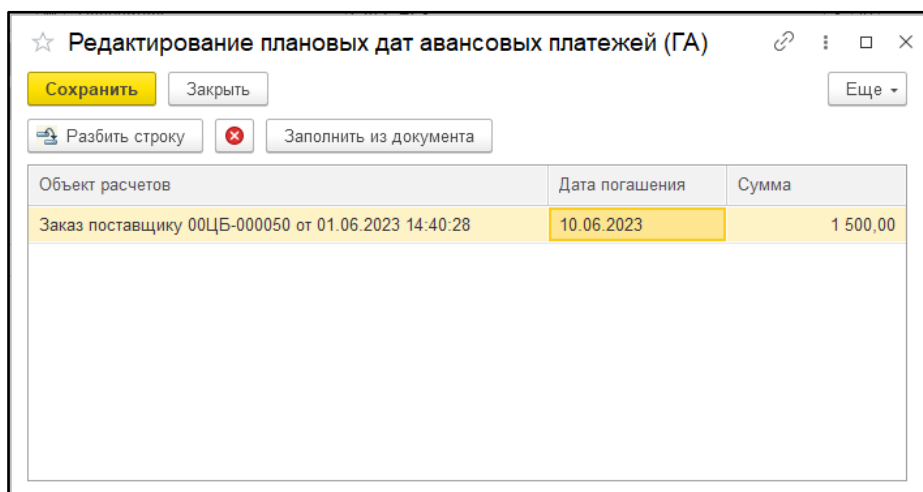 Редактирование плановых дат авансовых платежей (ГА)
Сохранить Закрыть Еще
Разбить строку Заполнить из документа
Объект расчетов Дата погашения Сумма
Заказ поставщику 00ЦБ-000050 от 01.06.2023 14:40:28 10.06.2023 1 500,00